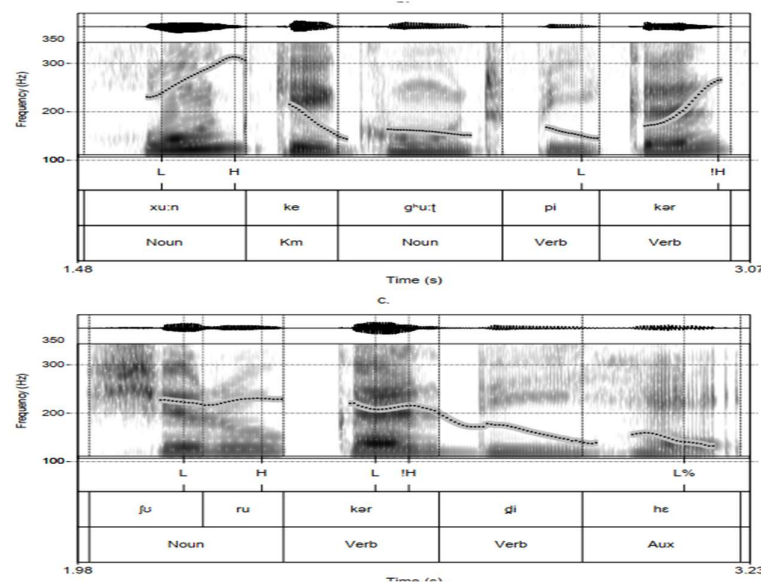 350
300
200
100
Frequency (Hz)
L H L !H
xuːn ke gʰuːʈ pi kər
Noun Km Noun Verb Verb
1.48 3.07
Time (s)
c.
350
300
200
100
Frequency (Hz)
L H L !H L%
ʃʊ ru kər d̪i hɛ
Noun Verb Verb Aux
1.98 3.23
Time (s)